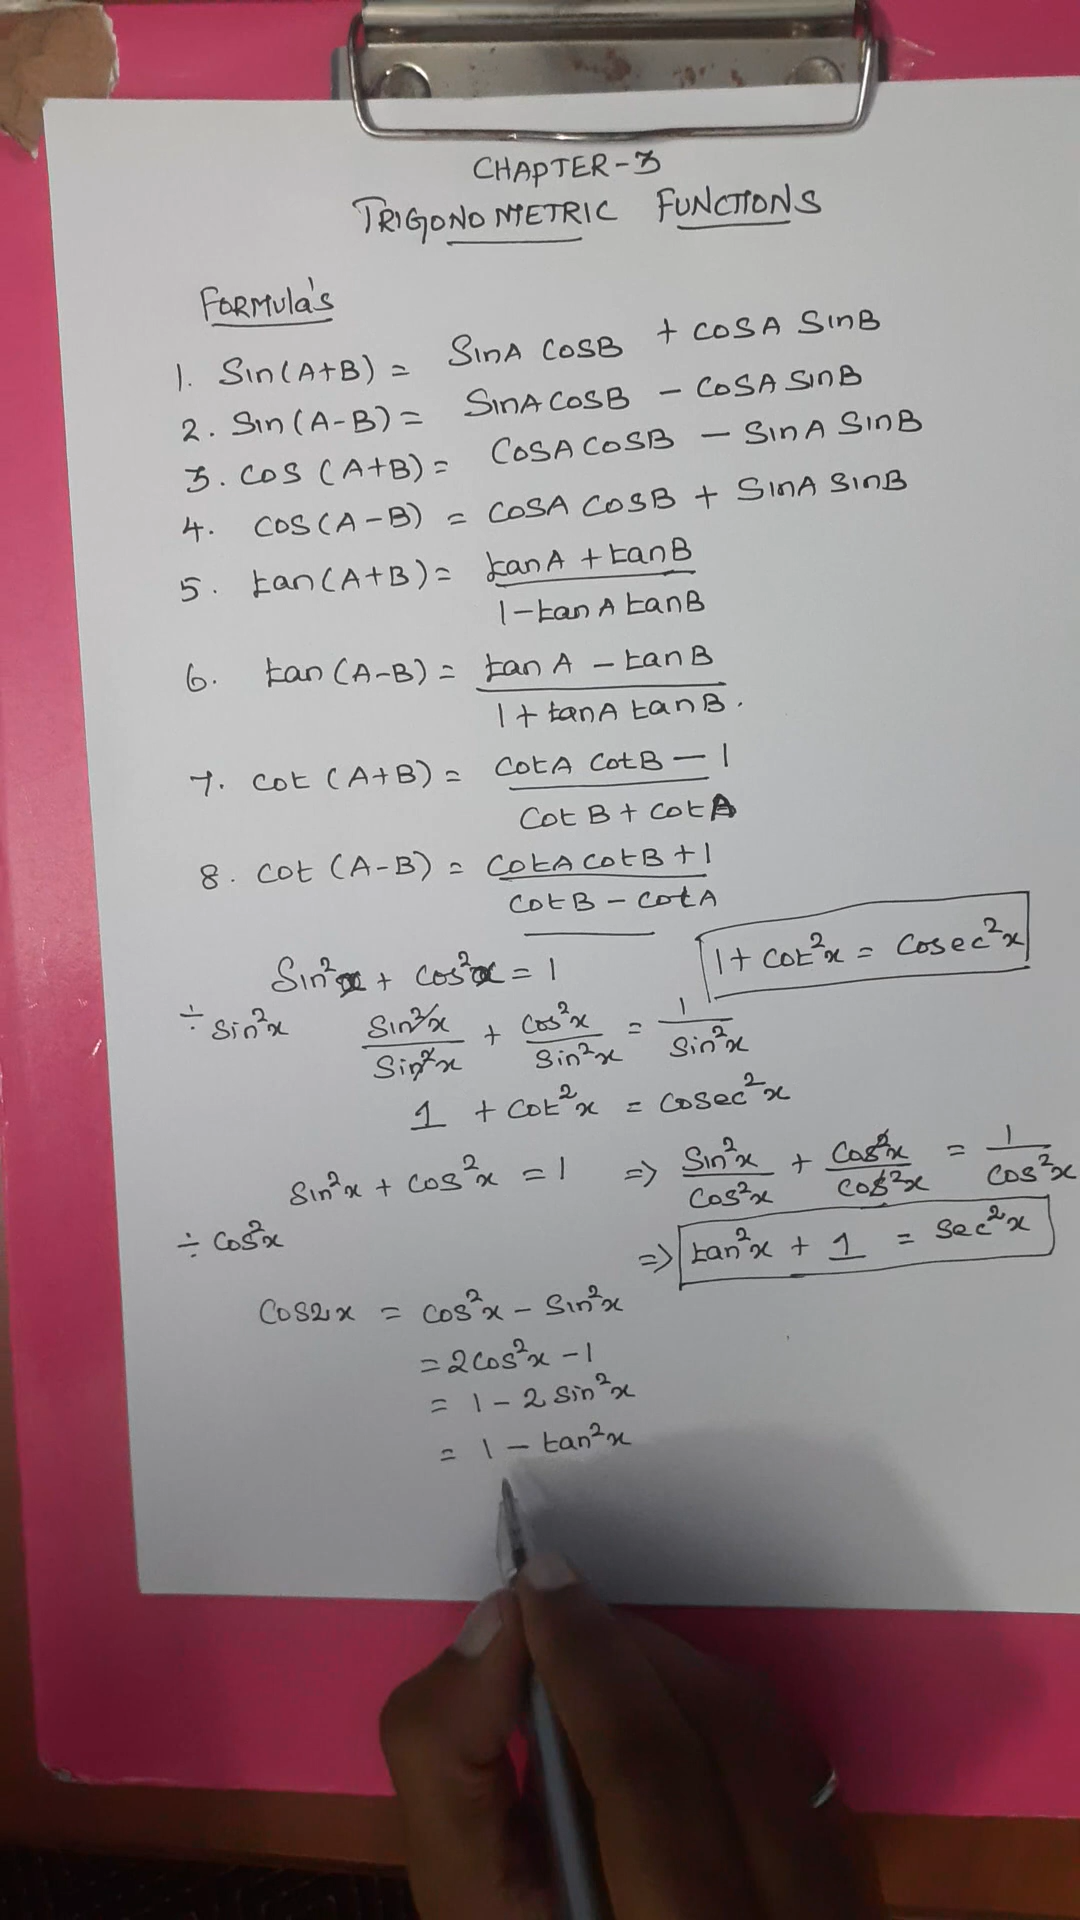 CHAPTER-3
TRIGONOMETRIC FUNCTIONS
FORMULA'S
1. Sin(A+B) = SinA COSB + COSA SinB
2. Sin(A-B) = SinA COSB - COSA SinB
3. COS (A+B) = COSA COSB - SinA SinB
4. COS(A-B) = COSA COSB + SinA SinB
5. tan(A+B) = tanA + tanB
1-tanA tanB
6. tan(A-B) = tanA - tanB
1+tanA tanB.
7. cot (A+B) = cotA cotB - 1
cotB + cotA
8. cot (A-B) = cotA cotB + 1
cotB - cotA
1 + cot²x = cosec²x
Sin²x + cos²x = 1
÷ sin²x Sin²x/Sin²x + cos²x/Sin²x = 1/Sin²x
1 + cot²x = cosec²x
Sin²x + cos²x = 1 => Sin²x/Cos²x + Cos²x/cos²x = 1/cos²x
÷ cos²x => tan²x + 1 = sec²x
COS2x = cos²x - Sin²x
= 2cos²x - 1
= 1 - 2 sin²x
= 1 - tan²x